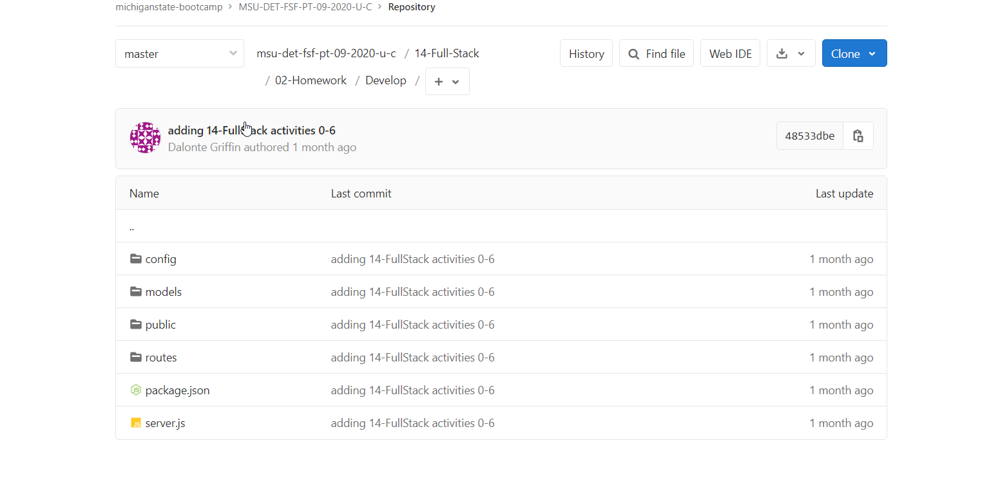 michiganstate-bootcamp > MSU-DET-FSF-PT-09-2020-U-C > Repository
master msu-det-fsf-pt-09-2020-u-c / 14-Full-Stack History Find file Web IDE Clone
/ 02-Homework / Develop / +
adding 14-FullStack activities 0-6
Dalonte Griffin authored 1 month ago
48533dbe
Name Last commit Last update
..
config adding 14-FullStack activities 0-6 1 month ago
models adding 14-FullStack activities 0-6 1 month ago
public adding 14-FullStack activities 0-6 1 month ago
routes adding 14-FullStack activities 0-6 1 month ago
package.json adding 14-FullStack activities 0-6 1 month ago
server.js adding 14-FullStack activities 0-6 1 month ago